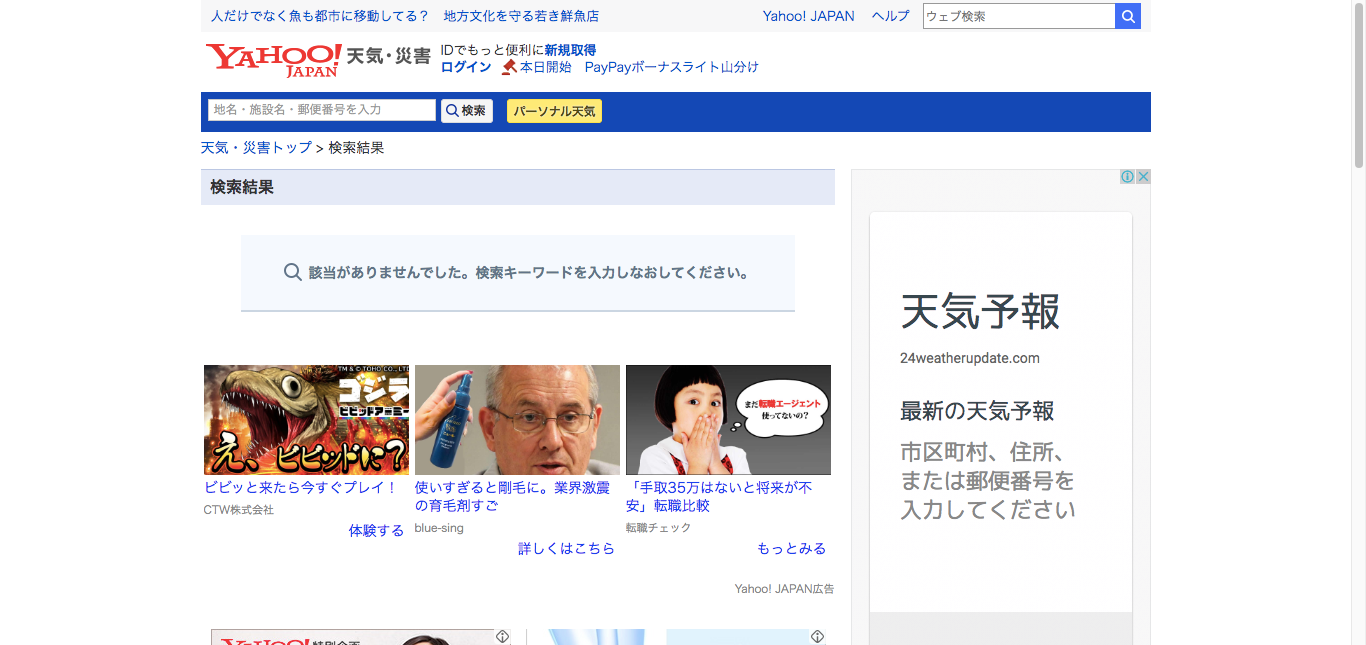 人だけでなく魚も都市に移動してる？ 地方文化を守る若き鮮魚店
Yahoo! JAPAN ヘルプ ウェブ検索
YAHOO! JAPAN 天気・災害
IDでもっと便利に新規取得
ログイン 本日開始 PayPayボーナスライト山分け
地名・施設名・郵便番号を入力 検索 パーソナル天気
天気・災害トップ > 検索結果
検索結果
該当がありませんでした。検索キーワードを入力しなおしてください。
TM & © TOHO CO., LTD
ゴジラ
ビビッドアーミー
え、ビビッドに？
まだ転職エージェント
使ってないの？
ビビッと来たら今すぐプレイ！
CTW株式会社
体験する
使いすぎると剛毛に。業界激震
の育毛剤すご
blue-sing
詳しくはこちら
「手取35万はないと将来が不
安」転職比較
転職チェック
もっとみる
Yahoo! JAPAN広告
YAHOO! 特別企画
天気予報
24weatherupdate.com
最新の天気予報
市区町村、住所、
または郵便番号を
入力してください